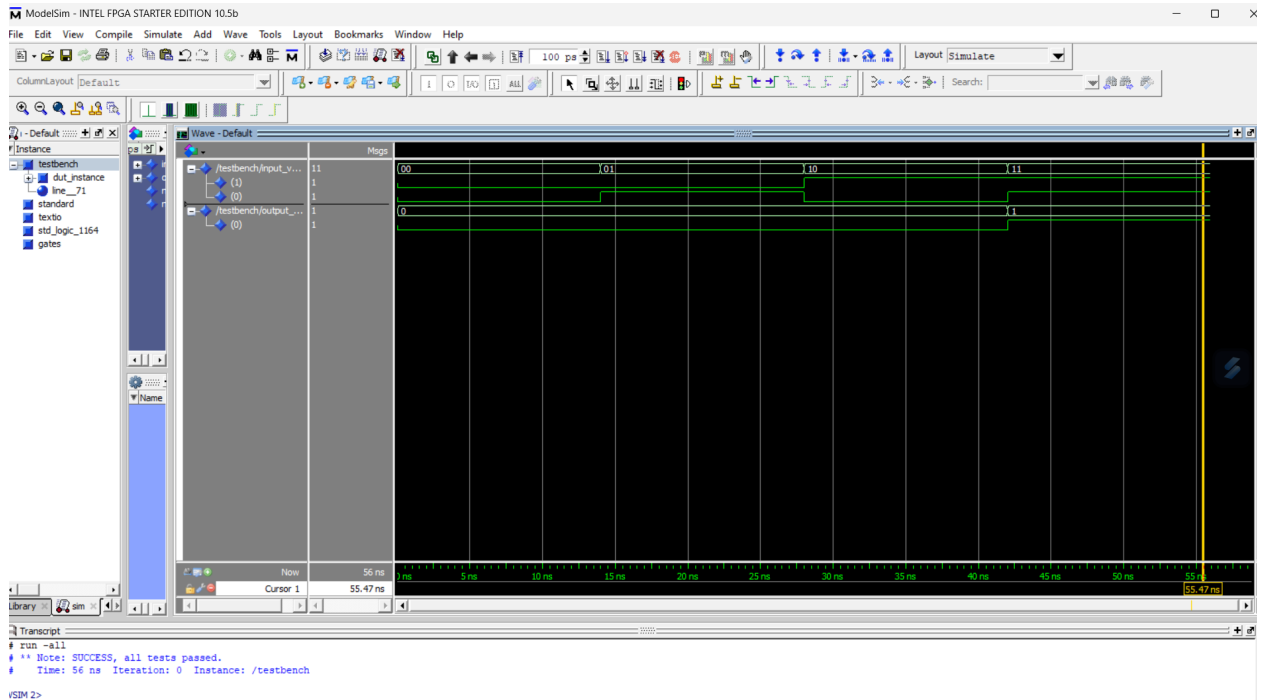 ModelSim - INTEL FPGA STARTER EDITION 10.5b
File Edit View Compile Simulate Add Wave Tools Layout Bookmarks Window Help
100 ps Layout Simulate
ColumnLayout Default Search:
- Default Wave - Default
Instance ps Msgs
testbench
dut_instance
line__71
standard
textio
std_logic_1164
gates
/testbench/input_v... 11 00 01 10 11
(1) 1
(0) 1
/testbench/output_... 1 0 1
(0) 1
Name
Now 56 ns
Cursor 1 55.47 ns
0 ns 5 ns 10 ns 15 ns 20 ns 25 ns 30 ns 35 ns 40 ns 45 ns 50 ns 55 ns
55.47 ns
Library sim
Transcript
# run -all
# ** Note: SUCCESS, all tests passed.
# Time: 56 ns Iteration: 0 Instance: /testbench
VSIM 2>